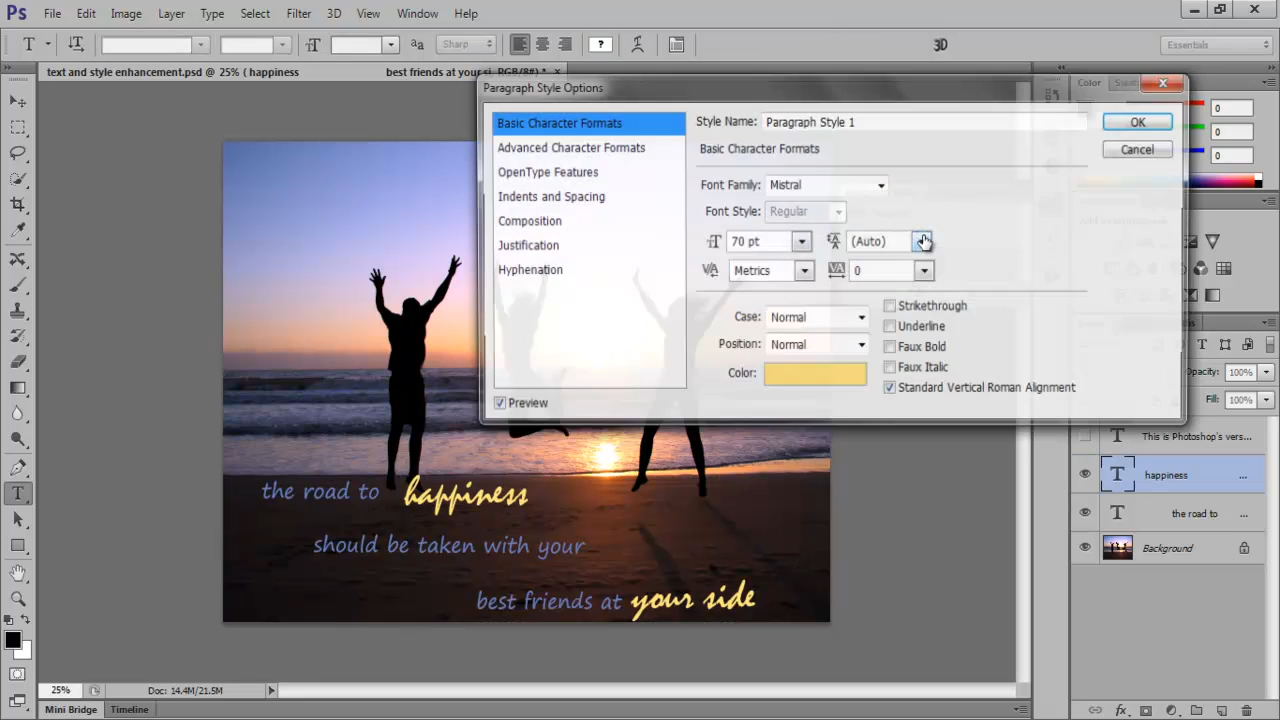 Ps File Edit Image Layer Type Select Filter 3D View Window Help
T Sharp aa ? 3D Essentials
text and style enhancement.psd @ 25% ( happiness best friends at your si, RGB/8#) * ×
Color
Paragraph Style Options
Basic Character Formats
Advanced Character Formats
OpenType Features
Indents and Spacing
Composition
Justification
Hyphenation
Preview
Style Name: Paragraph Style 1
Basic Character Formats
Font Family: Mistral
Font Style: Regular
70 pt (Auto)
Metrics 0
Case: Normal
Position: Normal
Color:
Strikethrough
Underline
Faux Bold
Faux Italic
Standard Vertical Roman Alignment
OK
Cancel
0
0
0
Opacity: 100%
Fill: 100%
This is Photoshop's vers...
happiness ...
the road to ...
Background
the road to happiness
should be taken with your
best friends at your side
25% Doc: 14.4M/21.5M
Mini Bridge Timeline